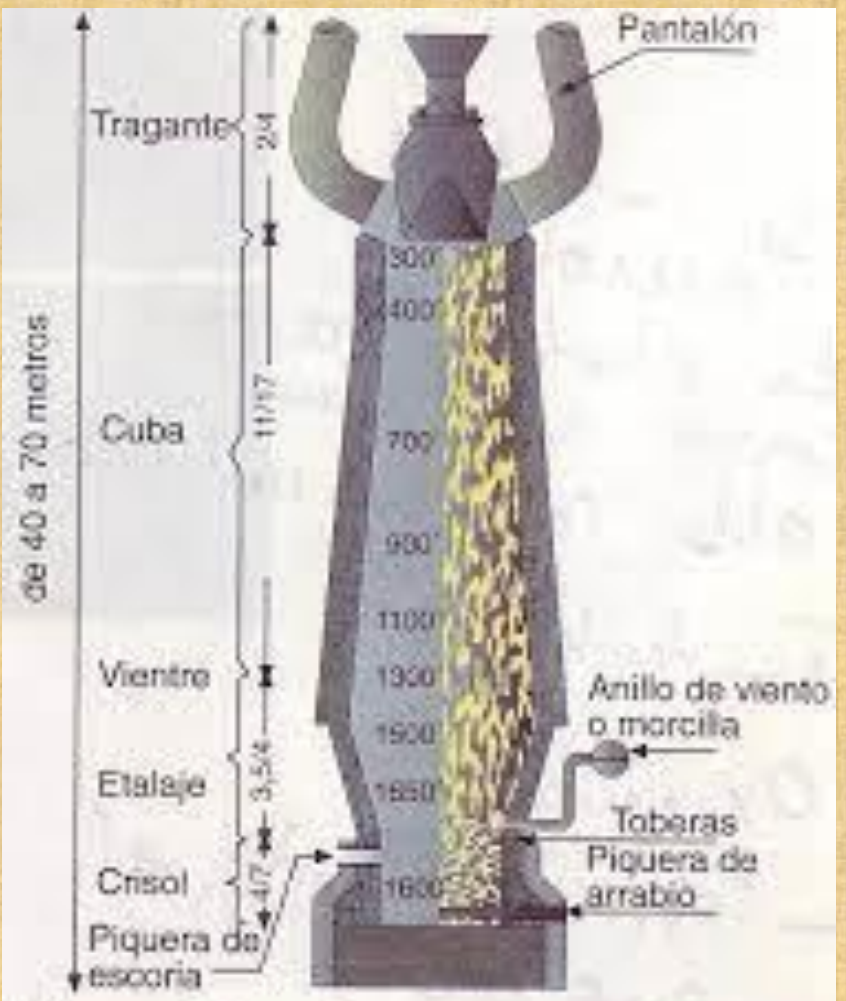 Pantalón
Tragante
2/4
300
400
de 40 a 70 metros
Cuba
11/17
700
900
1100
Vientre
1300
Anillo de viento
o morcilla
1500
Etalaje
3,5/4
1550
Toberas
Piquera de
arrabio
Crisol
4/7
1600
Piquera de
escoria